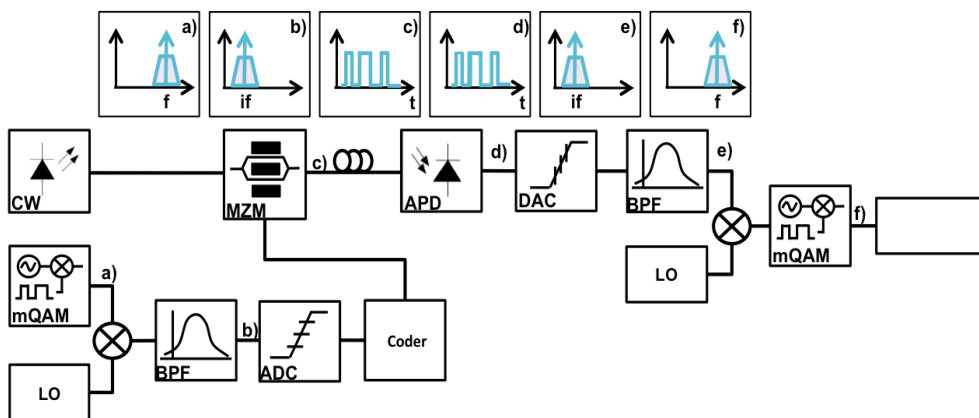 a)
f
b)
if
c)
t
d)
t
e)
if
f)
f
CW
MZM
c)
APD
d)
DAC
BPF
e)
mQAM
f)
LO
mQAM
a)
LO
BPF
b)
ADC
Coder